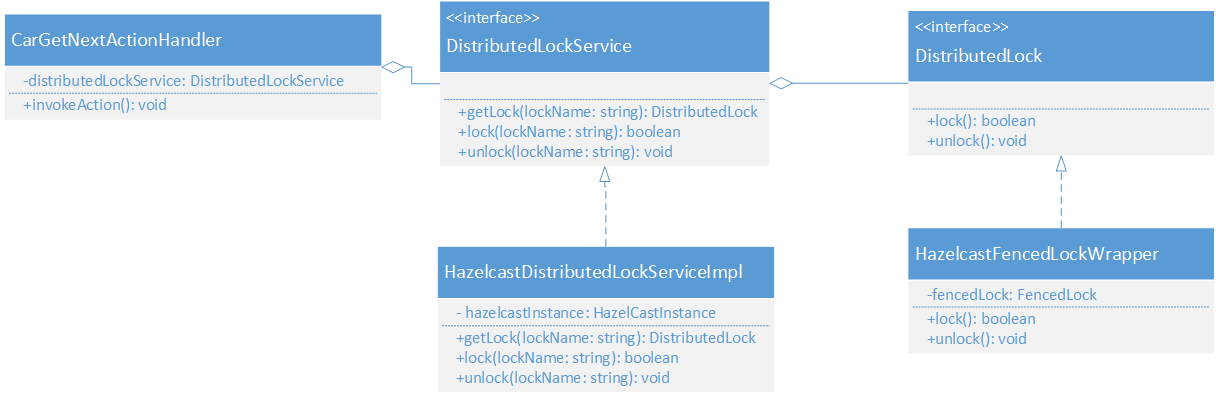 CarGetNextActionHandler
-distributedLockService: DistributedLockService
+invokeAction(): void
<<interface>>
DistributedLockService
+getLock(lockName: string): DistributedLock
+lock(lockName: string): boolean
+unlock(lockName: string): void
<<interface>>
DistributedLock
+lock(): boolean
+unlock(): void
HazelcastDistributedLockServiceImpl
- hazelcastInstance: HazelCastInstance
+getLock(lockName: string): DistributedLock
+lock(lockName: string): boolean
+unlock(lockName: string): void
HazelcastFencedLockWrapper
-fencedLock: FencedLock
+lock(): boolean
+unlock(): void